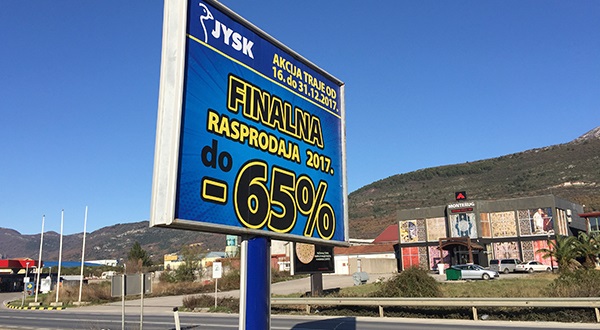 JYSK
AKCIJA TRAJE OD
16. do 31.12.2017.
FINALNA
RASPRODAJA 2017.
do
-65%